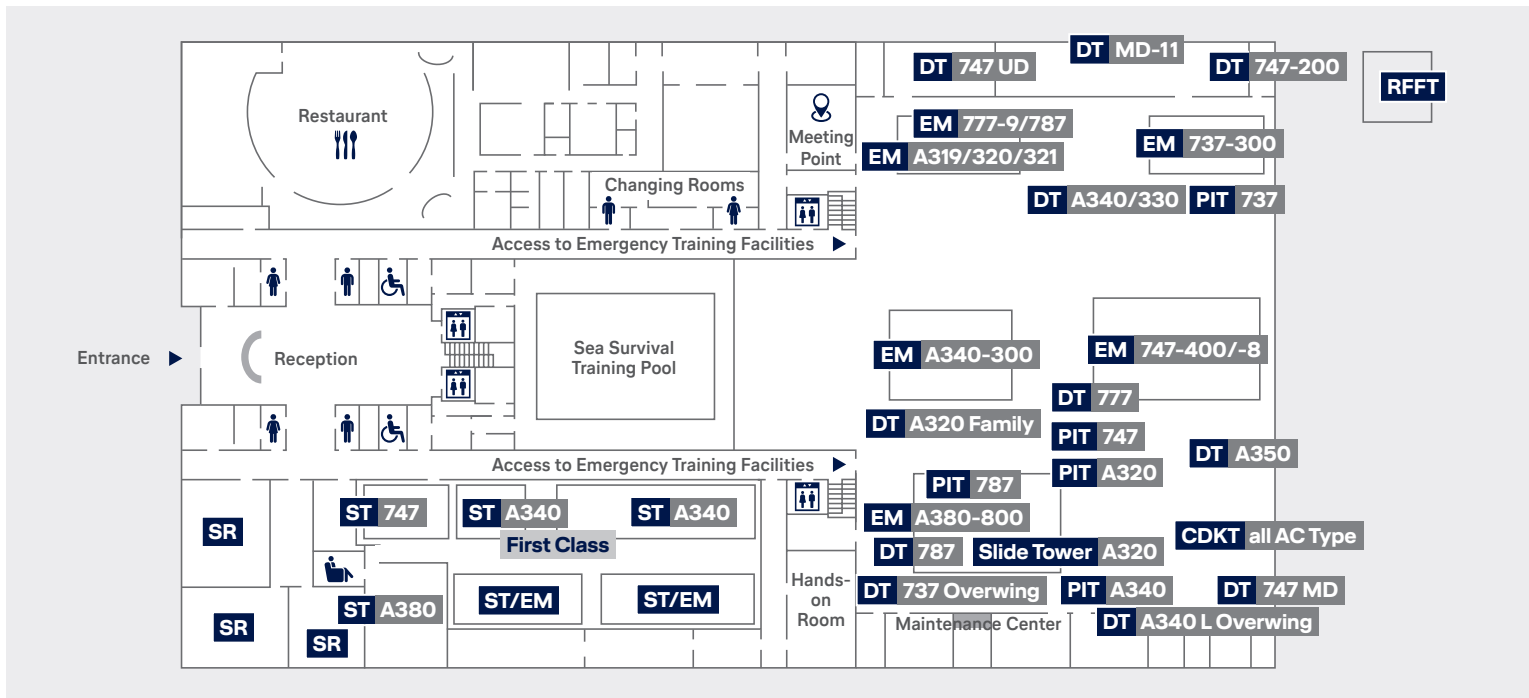 DT MD-11
DT 747 UD
DT 747-200
RFFT
Restaurant
EM 777-9/787
Meeting
Point
EM A319/320/321
EM 737-300
Changing Rooms
DT A340/330
PIT 737
Access to Emergency Training Facilities
Entrance
Reception
Sea Survival
Training Pool
EM A340-300
EM 747-400/-8
DT 777
DT A320 Family
PIT 747
DT A350
Access to Emergency Training Facilities
PIT A320
PIT 787
ST 747
ST A340
First Class
ST A340
EM A380-800
SR
CDKT all AC Type
DT 787
Slide Tower A320
Hands-
on
Room
DT 737 Overwing
PIT A340
DT 747 MD
ST/EM
ST/EM
ST A380
SR
SR
Maintenance Center
DT A340 L Overwing